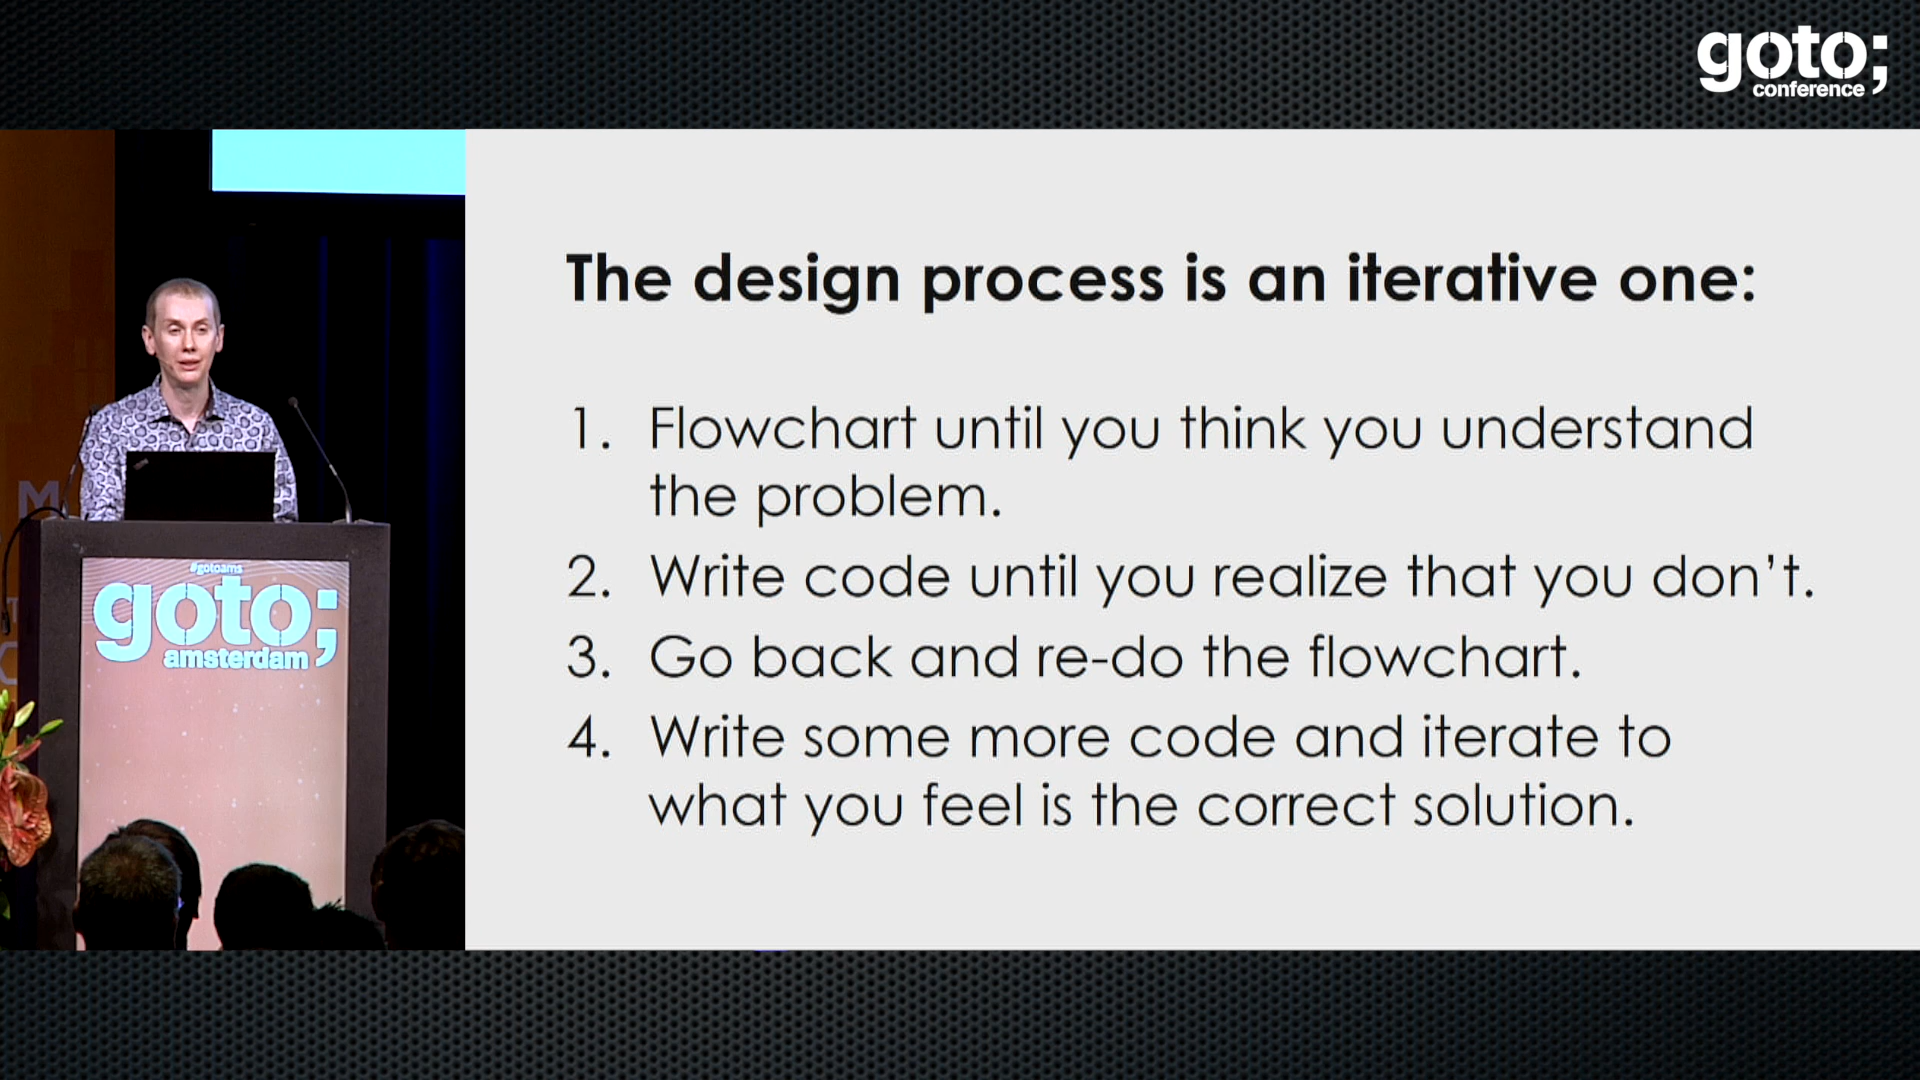 goto;
conference
The design process is an iterative one:
1. Flowchart until you think you understand
the problem.
2. Write code until you realize that you don't.
3. Go back and re-do the flowchart.
4. Write some more code and iterate to
what you feel is the correct solution.
#gotoams
goto;
amsterdam